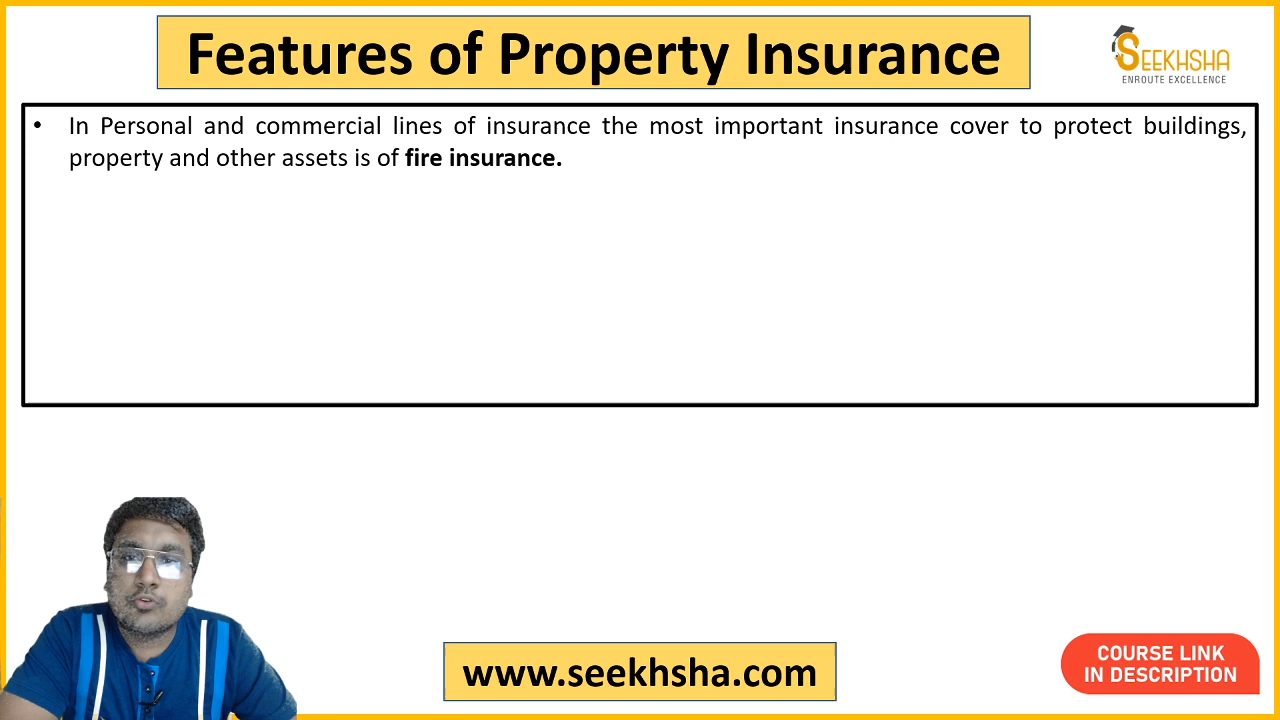 Features of Property Insurance
SEEKHSHA
ENROUTE EXCELLENCE
• In Personal and commercial lines of insurance the most important insurance cover to protect buildings,
property and other assets is of fire insurance.
www.seekhsha.com
COURSE LINK
IN DESCRIPTION